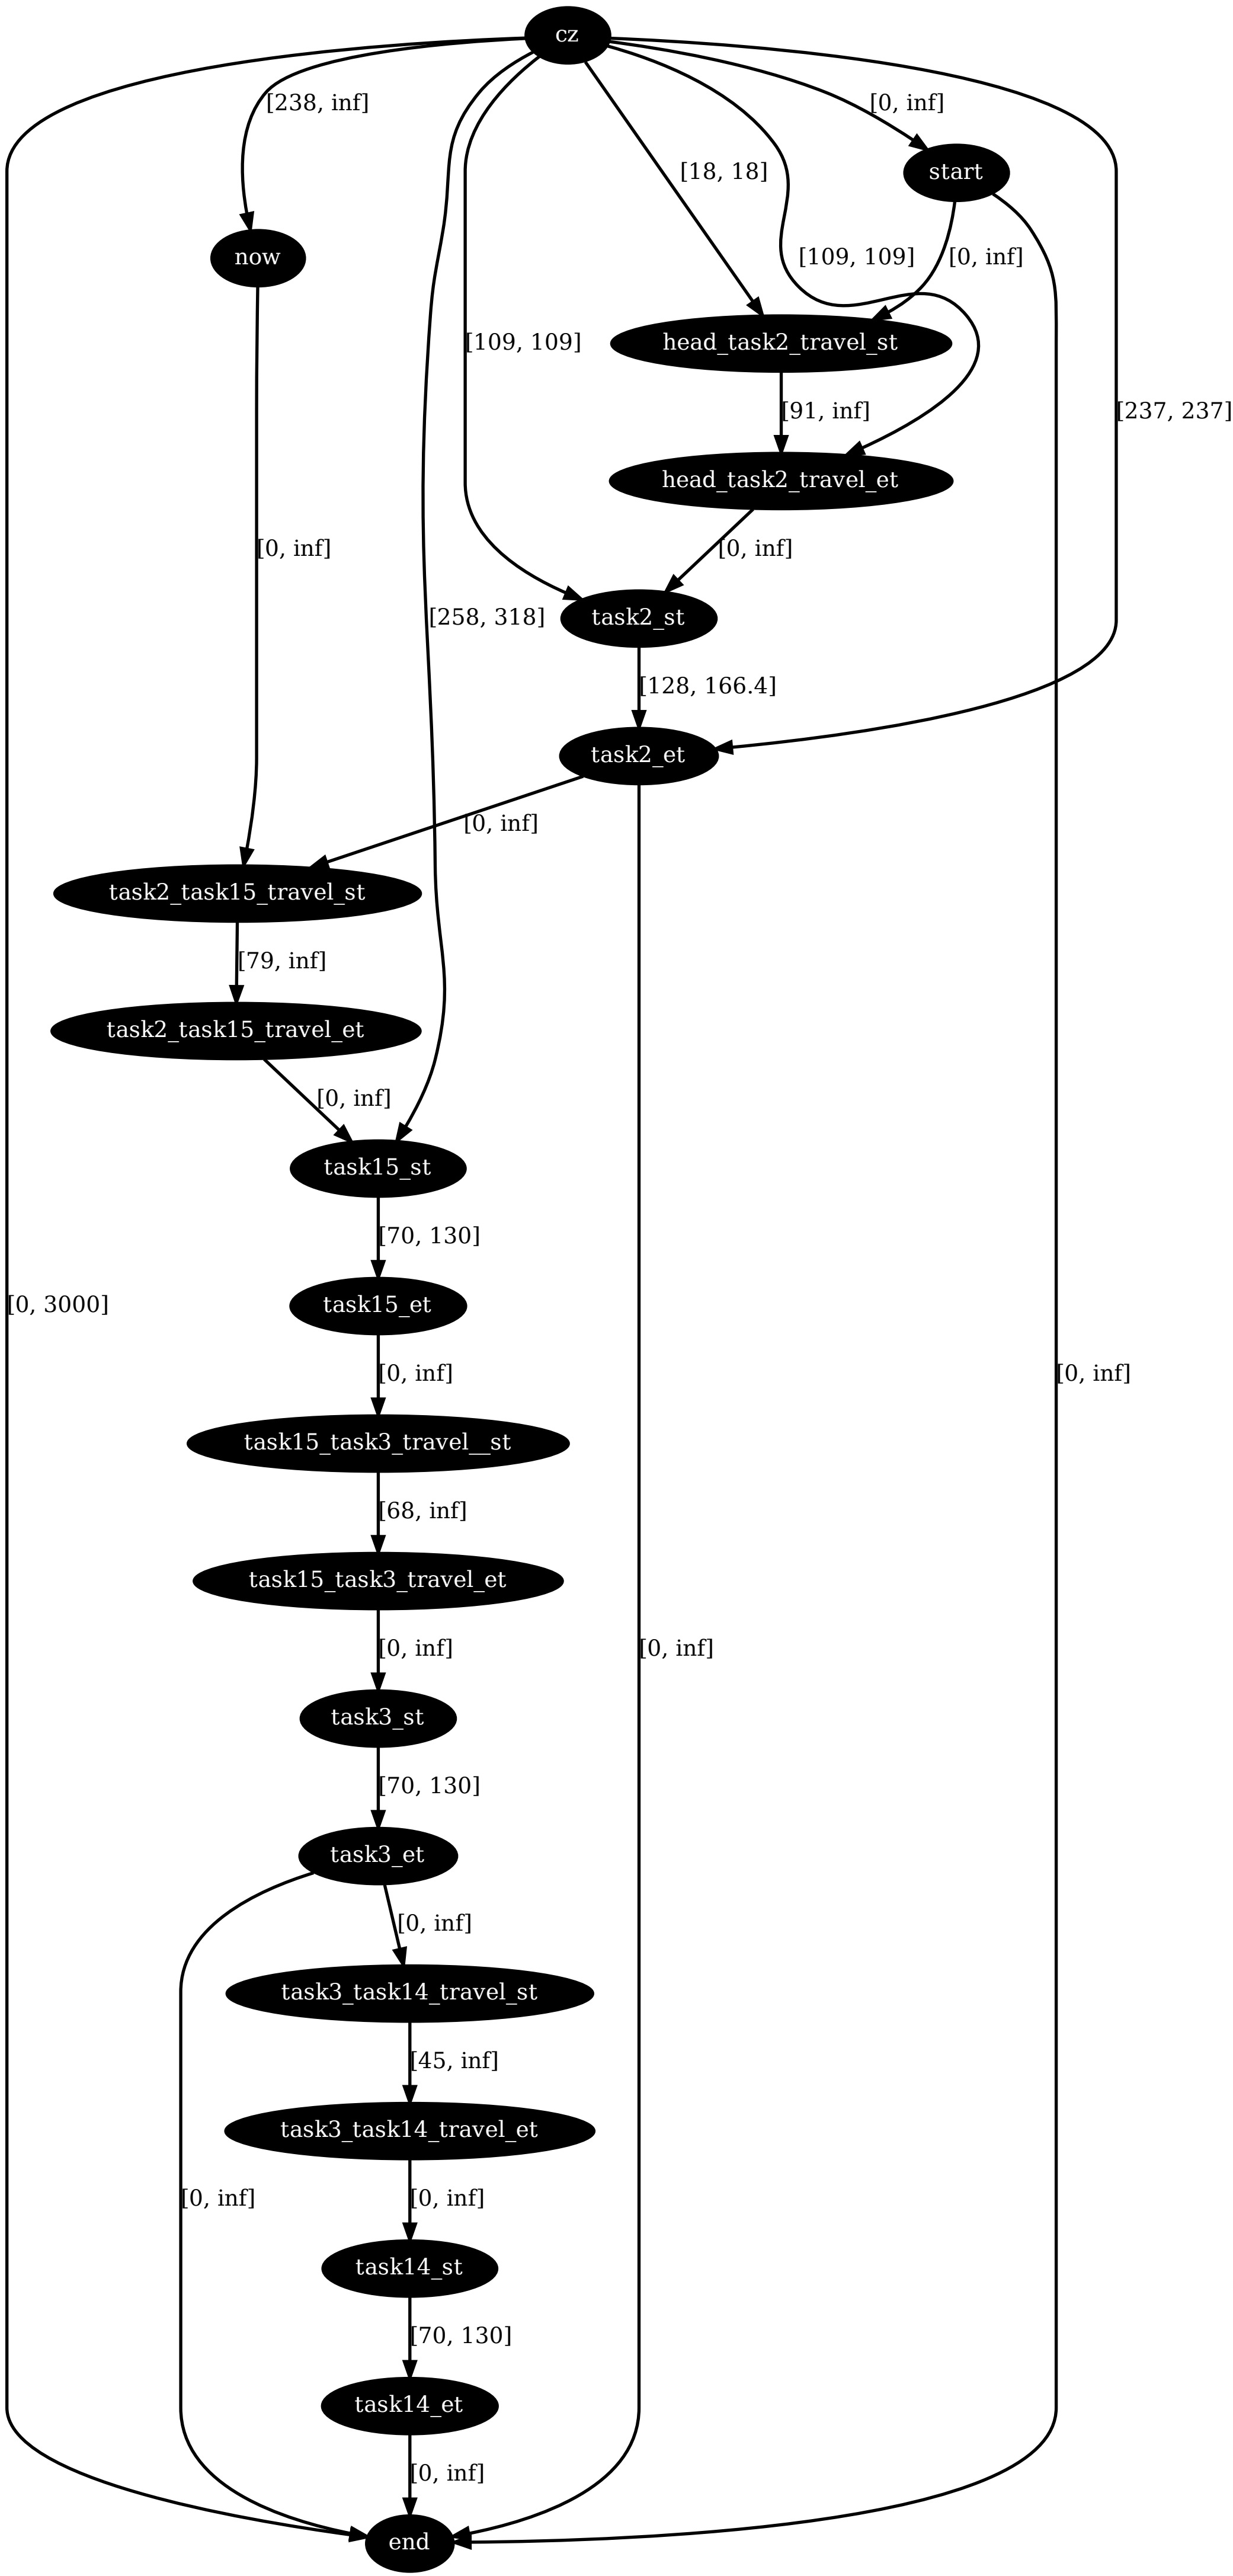 cz
[238, inf]
[0, inf]
[18, 18]
start
now
[109, 109]
[0, inf]
head_task2_travel_st
[109, 109]
[91, inf]
[237, 237]
head_task2_travel_et
[0, inf]
[0, inf]
[258, 318]
task2_st
[128, 166.4]
task2_et
[0, inf]
task2_task15_travel_st
[79, inf]
task2_task15_travel_et
[0, inf]
task15_st
[70, 130]
[0, 3000]
task15_et
[0, inf]
[0, inf]
task15_task3_travel__st
[68, inf]
task15_task3_travel_et
[0, inf]
[0, inf]
task3_st
[70, 130]
task3_et
[0, inf]
task3_task14_travel_st
[45, inf]
task3_task14_travel_et
[0, inf]
[0, inf]
task14_st
[70, 130]
task14_et
[0, inf]
end